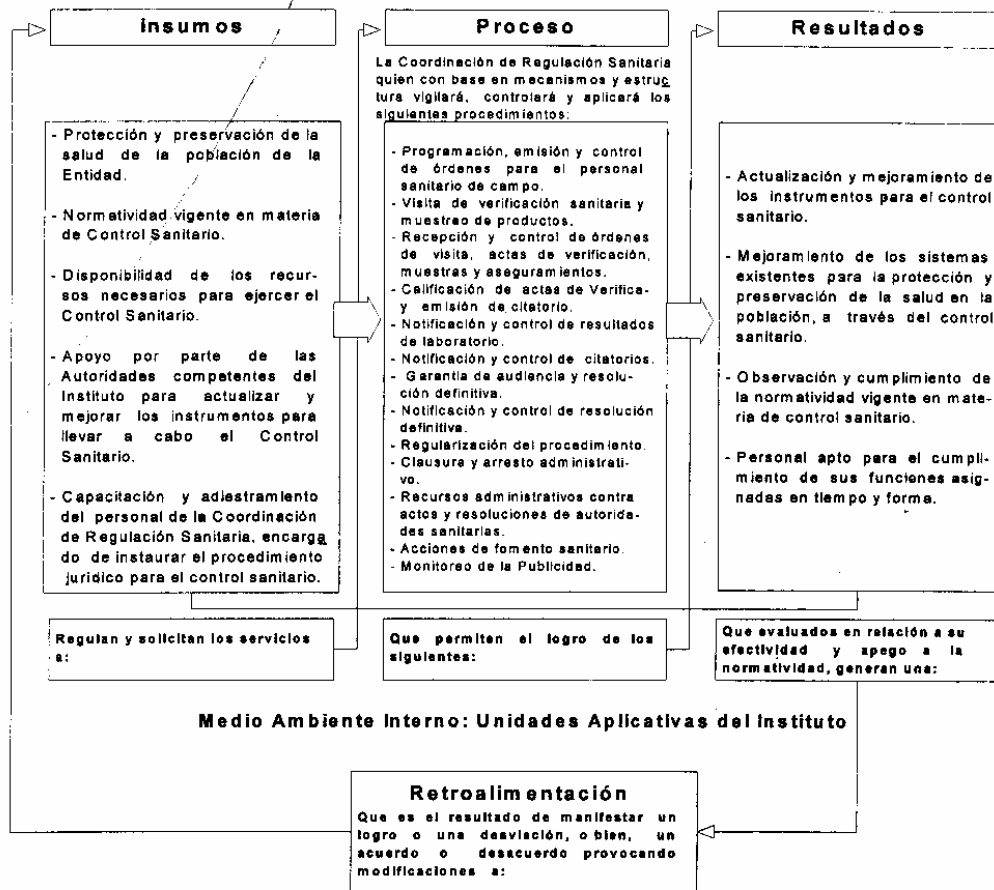 insumos
- Protección y preservación de la
salud de la población de la
Entidad.
- Normatividad vigente en materia
de Control Sanitario.
- Disponibilidad de los recur-
sos necesarios para ejercer el
Control Sanitario.
- Apoyo por parte de las
Autoridades competentes del
Instituto para actualizar y
mejorar los instrumentos para
llevar a cabo el Control
Sanitario.
- Capacitación y adiestramiento
del personal de la Coordinación
de Regulación Sanitaria, encarga
do de instaurar el procedimiento
jurídico para el control sanitario.
Regulan y solicitan los servicios
a:
Proceso
La Coordinación de Regulación Sanitaria
quien con base en mecanismos y estruc
tura vigilará, controlará y aplicará los
siguientes procedimientos:
- Programación, emisión y control
de órdenes para el personal
sanitario de campo.
- Visita de verificación sanitaria y
muestreo de productos.
- Recepción y control de órdenes
de visita, actas de verificación,
muestras y aseguramientos.
- Calificación de actas de Verifica-
y emisión de citatorio.
- Notificación y control de resultados
de laboratorio.
- Notificación y control de citatorios.
- Garantía de audiencia y resolu-
ción definitiva.
- Notificación y control de resolución
definitiva.
- Regularización del procedimiento.
- Clausura y arresto administrati-
vo.
- Recursos administrativos contra
actos y resoluciones de autorida-
des sanitarias.
- Acciones de fomento sanitario.
- Monitoreo de la Publicidad.
Que permiten el logro de los
siguientes:
Resultados
- Actualización y mejoramiento de
los instrumentos para el control
sanitario.
- Mejoramiento de los sistemas
existentes para la protección y
preservación de la salud en la
población, a través del control
sanitario.
- Observación y cumplimiento de
la normatividad vigente en mate-
ria de control sanitario.
- Personal apto para el cumpli-
miento de sus funciones asig-
nadas en tiempo y forma.
Que evaluados en relación a su
efectividad y apego a la
normatividad, generan una:
Medio Ambiente Interno: Unidades Aplicativas del Instituto
Retroalimentación
Que es el resultado de manifestar un
logro o una desviación, o bien, un
acuerdo o desacuerdo provocando
modificaciones a: